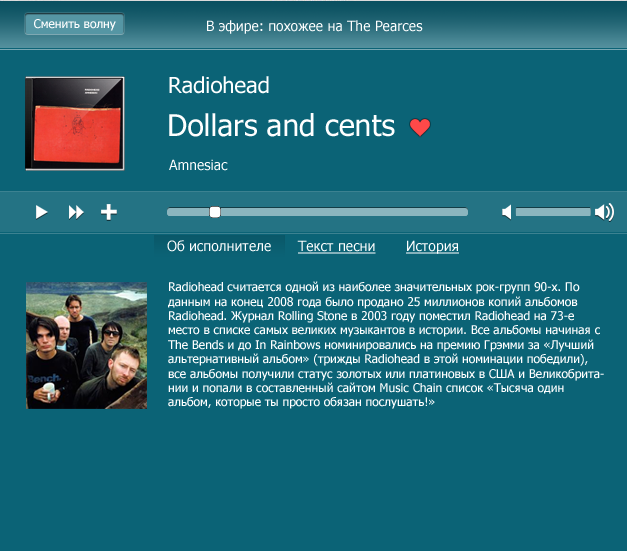 Сменить волну
В эфире: похожее на The Pearces
Radiohead
Dollars and cents
Amnesiac
Об исполнителе
Текст песни
История
Radiohead считается одной из наиболее значительных рок-групп 90-х. По
данным на конец 2008 года было продано 25 миллионов копий альбомов
Radiohead. Журнал Rolling Stone в 2003 году поместил Radiohead на 73-е
место в списке самых великих музыкантов в истории. Все альбомы начиная с
The Bends и до In Rainbows номинировались на премию Грэмми за «Лучший
альтернативный альбом» (трижды Radiohead в этой номинации победили),
все альбомы получили статус золотых или платиновых в США и Великобрита-
нии и попали в составленный сайтом Music Chain список «Тысяча один
альбом, которые ты просто обязан послушать!»